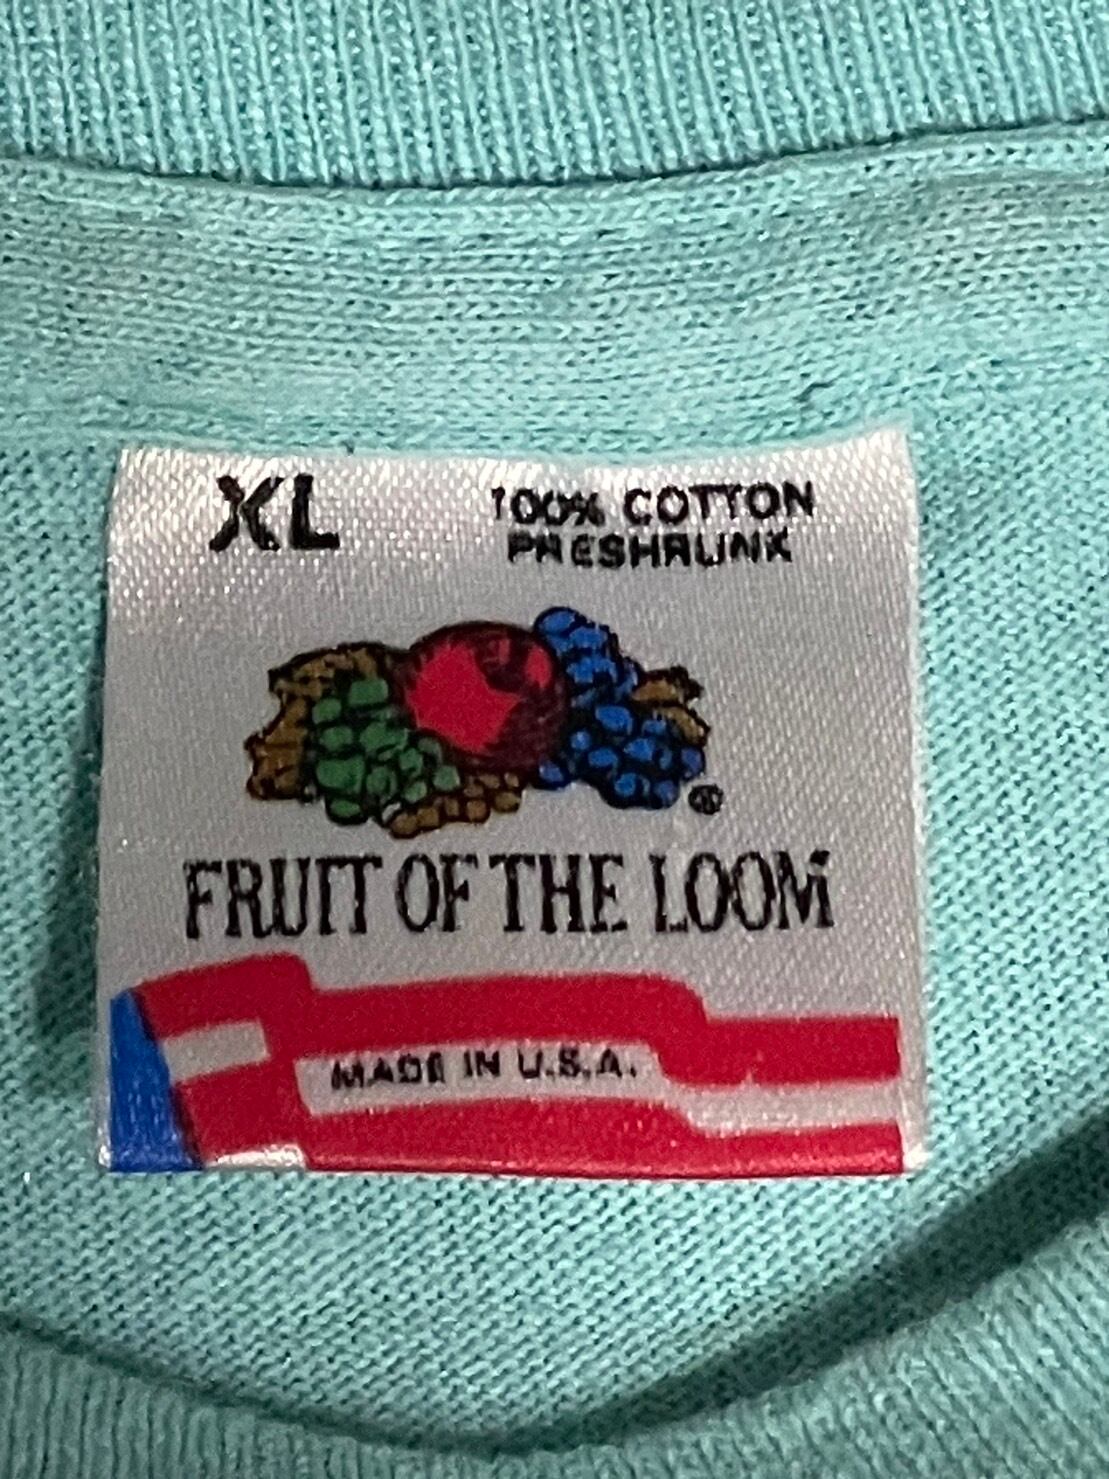 XL
100% COTTON
PRESHRUNK
®
FRUIT OF THE LOOM
MADE IN U.S.A.